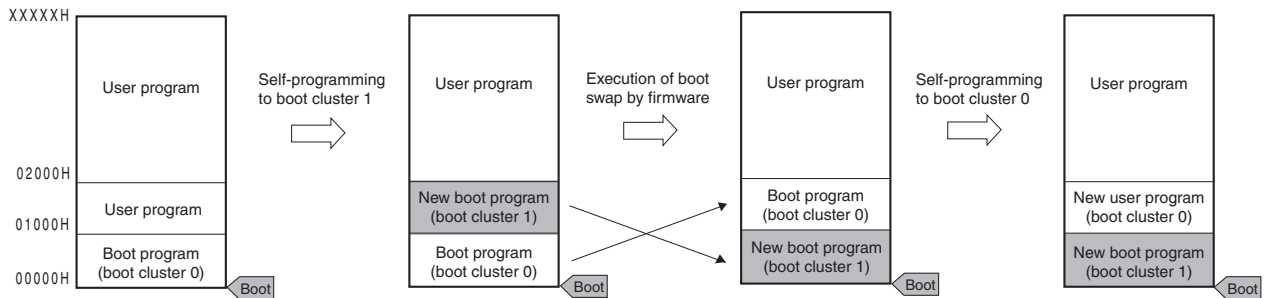 XXXXXH
User program
02000H
User program
01000H
Boot program
(boot cluster 0)
00000H
Boot
Self-programming
to boot cluster 1
User program
New boot program
(boot cluster 1)
Boot program
(boot cluster 0)
Boot
Execution of boot
swap by firmware
User program
Boot program
(boot cluster 0)
New boot program
(boot cluster 1)
Boot
Self-programming
to boot cluster 0
User program
New user program
(boot cluster 0)
New boot program
(boot cluster 1)
Boot